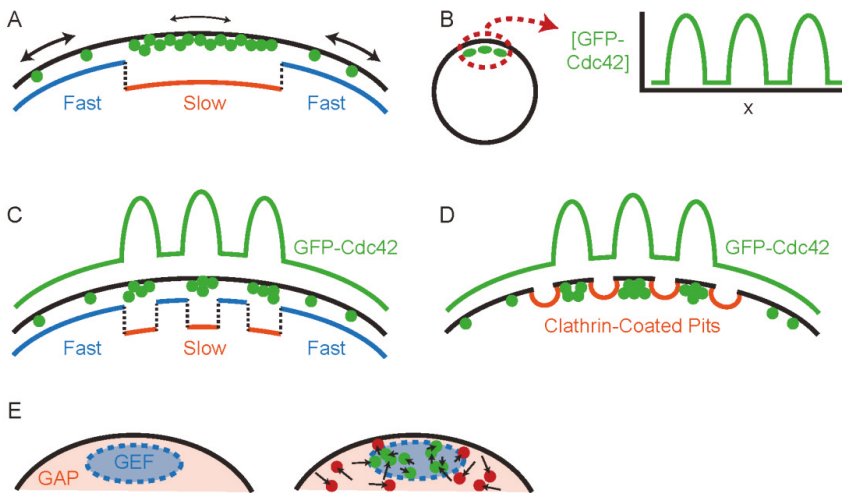 A
Fast
Slow
Fast
B
[GFP-
Cdc42]
x
C
GFP-Cdc42
Fast
Slow
Fast
D
GFP-Cdc42
Clathrin-Coated Pits
E
GAP
GEF